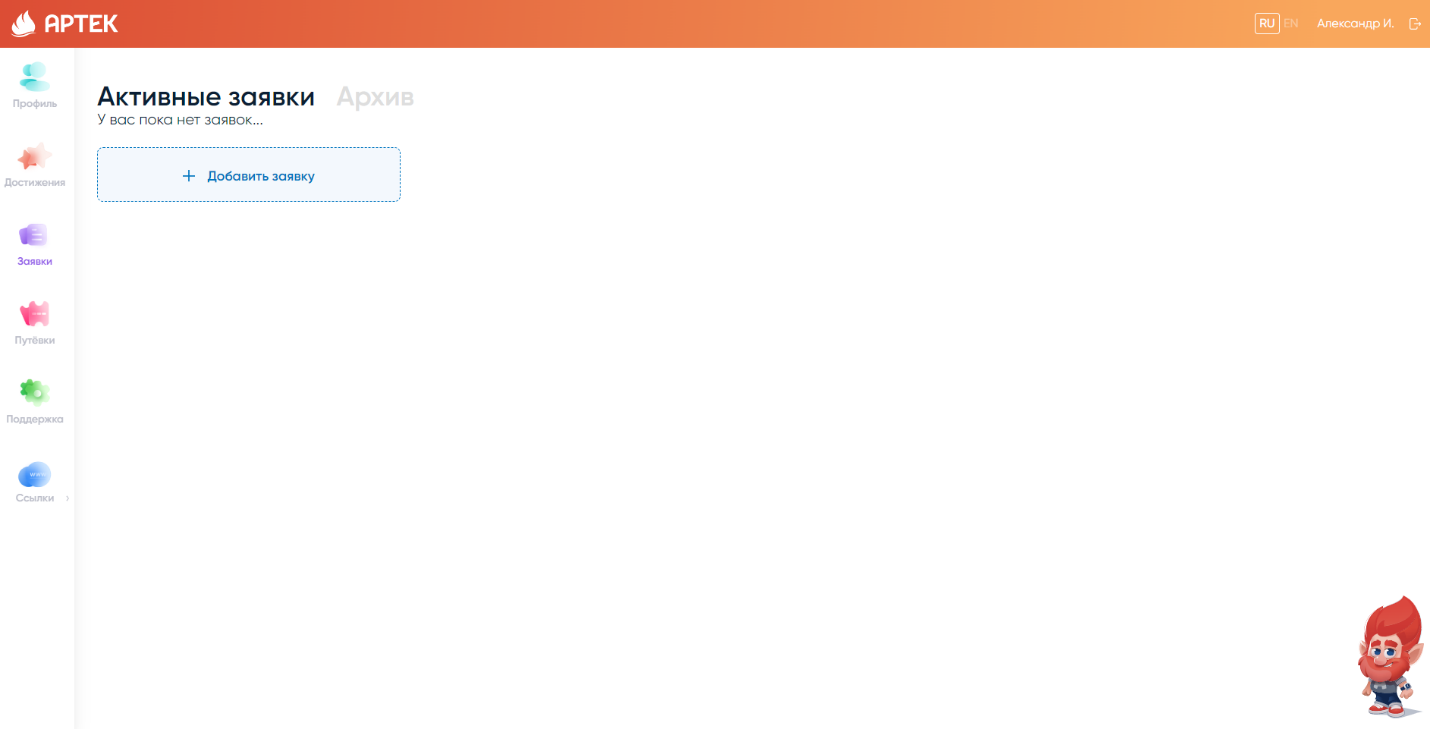 АРТЕК
RU EN Александр И.
Профиль
Достижения
Заявки
Путёвки
Поддержка
Ссылки
Активные заявки Архив
У вас пока нет заявок...
+ Добавить заявку